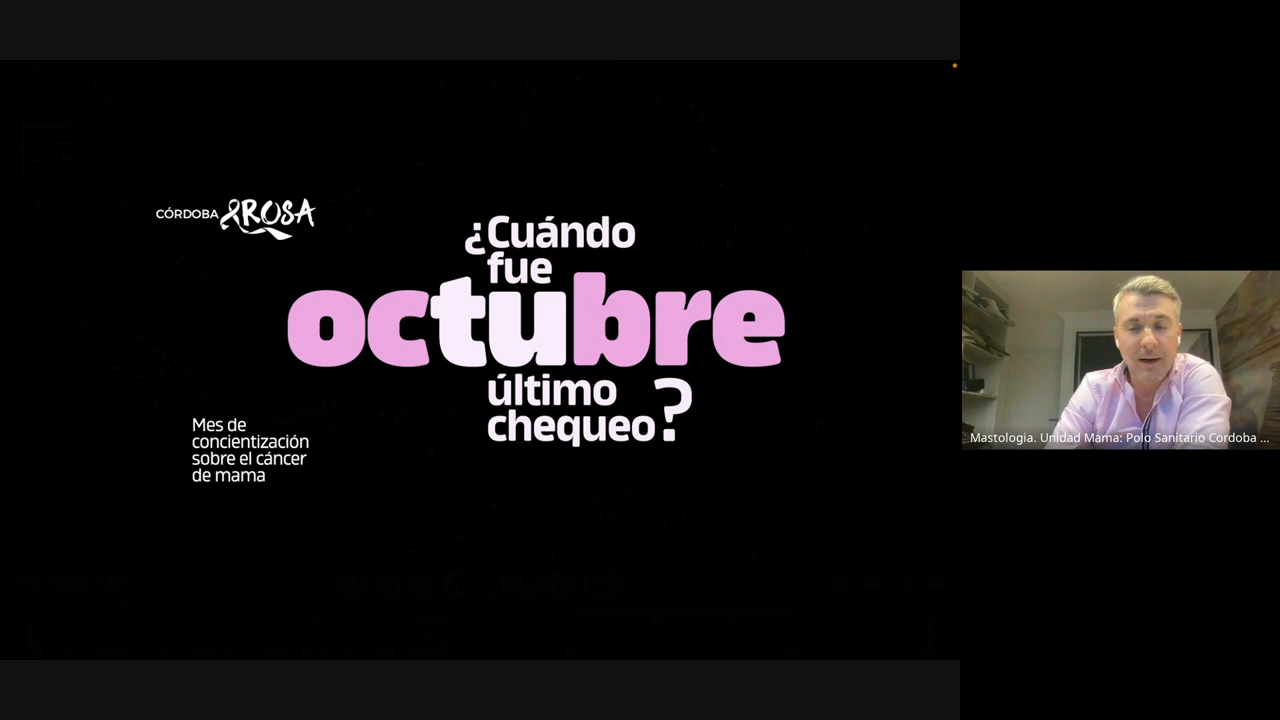 CÓRDOBA ROSA
¿Cuándo
fue
octubre
último
chequeo?
Mes de
concientización
sobre el cáncer
de mama
Mastologia. Unidad Mama: Polo Sanitario Cordoba ...